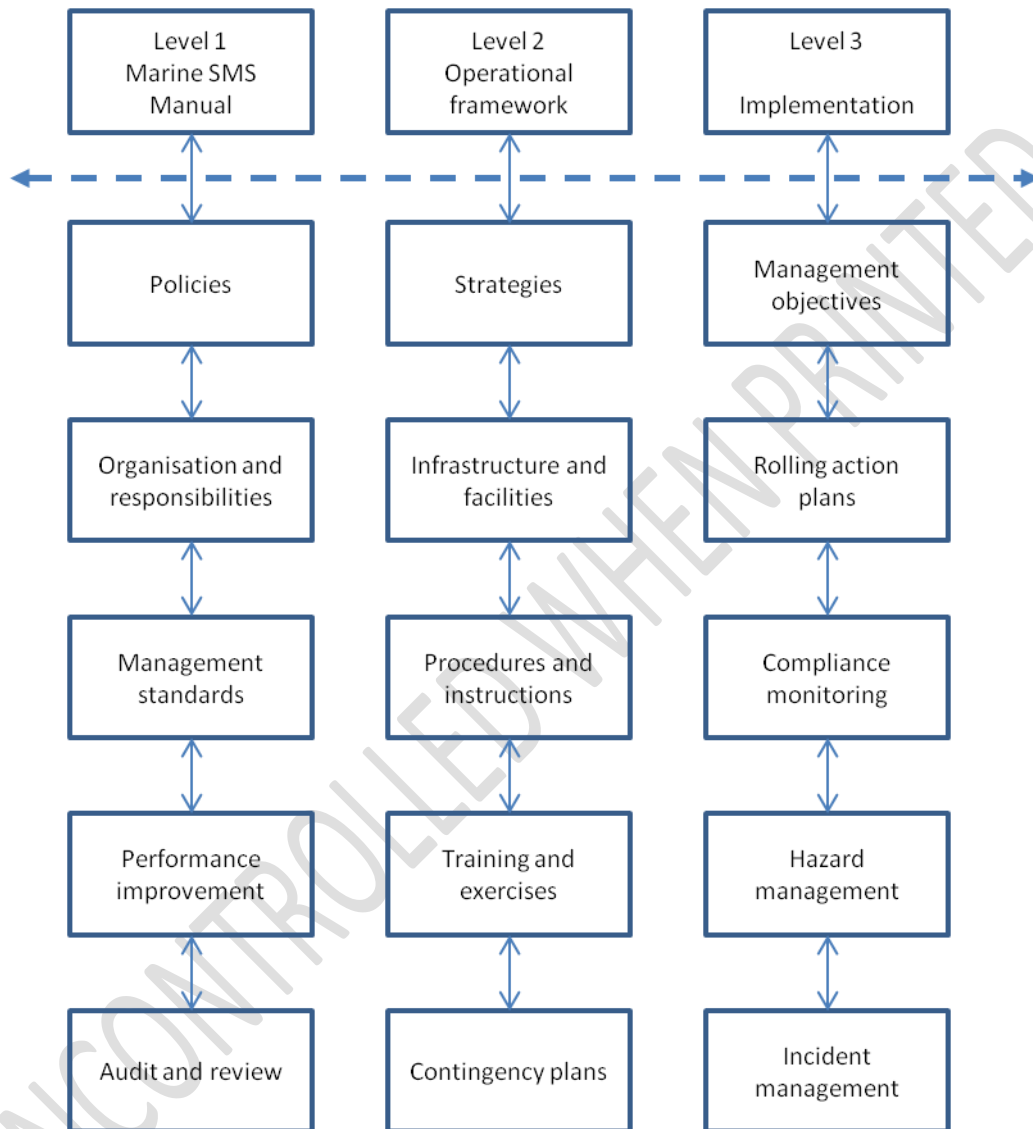 Level 1
Marine SMS
Manual
Level 2
Operational
framework
Level 3
Implementation
Policies
Strategies
Management
objectives
Organisation and
responsibilities
Infrastructure and
facilities
Rolling action
plans
Management
standards
Procedures and
instructions
Compliance
monitoring
Performance
improvement
Training and
exercises
Hazard
management
Audit and review
Contingency plans
Incident
management
UNCONTROLLED WHEN PRINTED